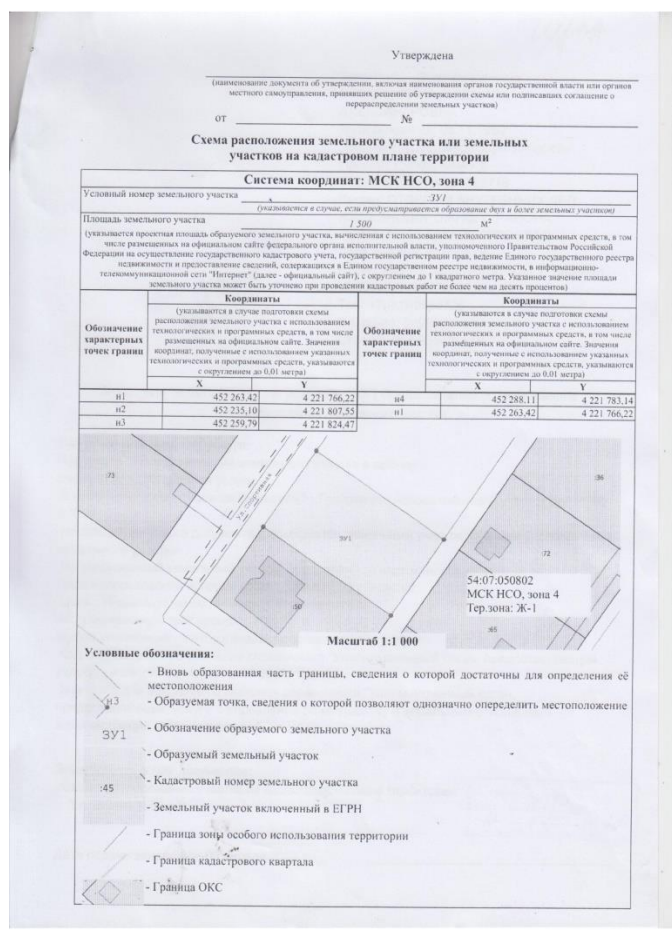 Утверждена
(наименование документа об утверждении, включая наименования органов государственной власти или органов
местного самоуправления, принявших решение об утверждении схемы или подписавших соглашение о
перераспределении земельных участков)
от № 
Схема расположения земельного участка или земельных
участков на кадастровом плане территории
Система координат: МСК НСО, зона 4
Условный номер земельного участка ЗУ1
(указывается в случае, если предусматривается образование двух и более земельных участков)
Площадь земельного участка 1 500 м²
(указывается проектная площадь образуемого земельного участка, вычисленная с использованием технологических и программных средств, в том
числе размещенных на официальном сайте федерального органа исполнительной власти, уполномоченного Правительством Российской
Федерации на осуществление государственного кадастрового учета, государственной регистрации прав, ведение Единого государственного реестра
недвижимости и предоставление сведений, содержащихся в Едином государственном реестре недвижимости, в информационно-
телекоммуникационной сети "Интернет" (далее - официальный сайт), с округлением до 1 квадратного метра. Указанное значение площади
земельного участка может быть уточнено при проведении кадастровых работ не более чем на десять процентов)
Обозначение
характерных
точек границ
Координаты
(указываются в случае подготовки схемы
расположения земельного участка с использованием
технологических и программных средств, в том числе
размещенных на официальном сайте. Значения
координат, полученные с использованием указанных
технологических и программных средств, указываются
с округлением до 0,01 метра)
X Y
н1 452 263,42 4 221 766,22
н2 452 235,10 4 221 807,55
н3 452 259,79 4 221 824,47
Обозначение
характерных
точек границ
Координаты
(указываются в случае подготовки схемы
расположения земельного участка с использованием
технологических и программных средств, в том числе
размещенных на официальном сайте. Значения
координат, полученные с использованием указанных
технологических и программных средств, указываются
с округлением до 0,01 метра)
X Y
н4 452 288,11 4 221 783,14
н1 452 263,42 4 221 766,22
:73
ЗУ1
:72
:50
:65
54:07:050802
МСК НСО, зона 4
Тер.зона: Ж-1
Масштаб 1:1 000
Условные обозначения:
- Вновь образованная часть границы, сведения о которой достаточны для определения её
местоположения
н3 - Образуемая точка, сведения о которой позволяют однозначно опеределить местоположение
ЗУ1 - Обозначение образуемого земельного участка
- Образуемый земельный участок
:45 - Кадастровый номер земельного участка
- Земельный участок включенный в ЕГРН
- Граница зоны особого использования территории
- Граница кадастрового квартала
- Граница ОКС